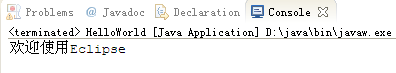 Problems @ Javadoc Declaration Console
<terminated> HelloWorld [Java Application] D:\java\bin\javaw.exe
欢迎使用Eclipse